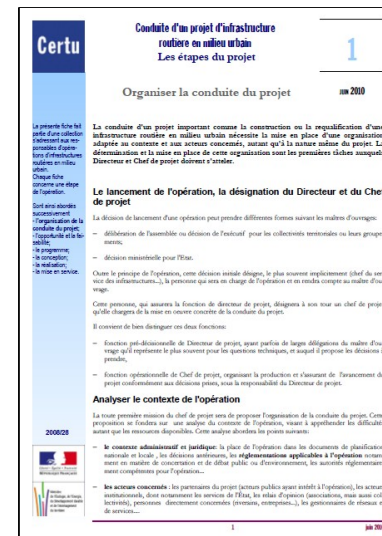 Certu
Conduite d'un projet d'infrastructure
routière en milieu urbain
Les étapes du projet
1
Organiser la conduite du projet
JUIN 2010
La présente fiche fait
partie d'une collection
s'adressant aux res-
ponsables d'opéra-
tions d'infrastructures
routières en milieu
urbain.
Chaque fiche
concerne une étape
de l'opération.
Sont ainsi abordés
successivement
- l'organisation de la
conduite du projet;
- l'opportunité et la fai-
sabilité;
- le programme;
- la conception;
- la réalisation;
- la mise en service.
2008/28
La conduite d'un projet important comme la construction ou la requalification d'une
infrastructure routière en milieu urbain nécessite la mise en place d'une organisation
adaptée au contexte et aux acteurs concernés, autant qu'à la nature même du projet. La
détermination et la mise en place de cette organisation sont les premières tâches auxquels
Directeur et Chef de projet doivent s'atteler.
Le lancement de l'opération, la désignation du Directeur et du Chef
de projet
La décision de lancement d'une opération peut prendre différentes formes suivant les maîtres d'ouvrages:
– délibération de l'assemblée ou décision de l'exécutif pour les collectivités territoriales ou leurs groupe-
ments;
– décision ministérielle pour l'État.
Outre le principe de l'opération, cette décision initiale désigne, le plus souvent implicitement (chef du ser-
vice des infrastructures...), la personne qui sera en charge de l'opération et en rendra compte au maître d'ou-
vrage.
Cette personne, qui assurera la fonction de directeur de projet, désignera à son tour un chef de projet
qu'elle chargera de la mise en oeuvre concrète de la conduite du projet.
Il convient de bien distinguer ces deux fonctions:
– fonction pré-décisionnelle de Directeur de projet, ayant parfois de larges délégations du maître d'ou-
vrage qu'il représente le plus souvent pour les questions techniques, et auquel il propose les décisions à
prendre,
– fonction opérationnelle de Chef de projet, organisant la production et s'assurant de l'avancement du
projet conformément aux décisions prises, sous la responsabilité du Directeur de projet.
Analyser le contexte de l'opération
La toute première mission du chef de projet sera de proposer l'organisation de la conduite du projet. Cette
proposition se fondera sur une analyse du contexte de l'opération, visant à appréhender les difficultés
autant que les ressources disponibles. Cette analyse abordera les points suivants:
– le contexte administratif et juridique: la place de l'opération dans les documents de planification
nationale et locale , les décisions antérieures, les réglementations applicables à l'opération notam-
ment en matière de concertation et de débat public ou d'environnement, les autorités réglementaire-
ment compétentes pour l'opération...
– les acteurs concernés : les partenaires du projet (acteurs publics ayant intérêt à l'opération), les acteurs
institutionnels, dont notamment les services de l'État, les relais d'opinion (associations, mais aussi col-
lectivités), personnes directement concernées (riverains, entreprises...), les gestionnaires de réseaux et
de services....
1
juin 2010